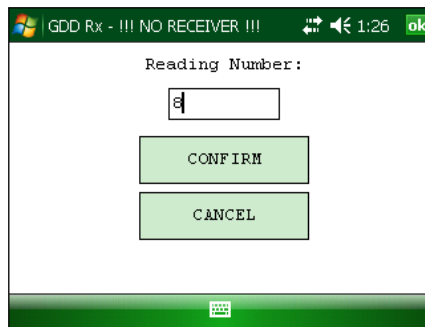 GDD Rx - !!! NO RECEIVER !!! 1:26 ok
Reading Number:
8
CONFIRM
CANCEL